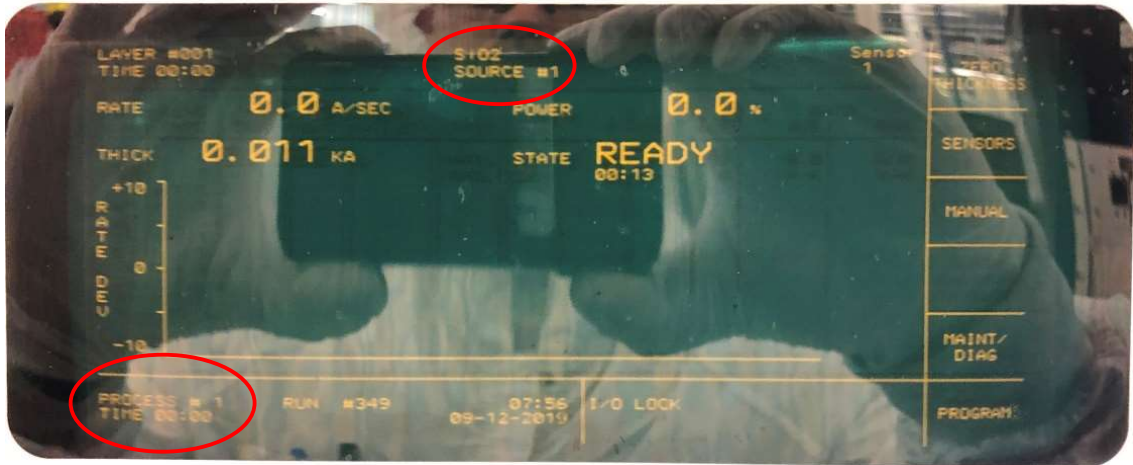 LAYER #001
TIME 00:00
SiO2
SOURCE #1
Sensor
1
ZERO
THICKNESS
RATE 0.0 A/SEC
POWER 0.0 %
SENSORS
THICK 0.011 KA
STATE READY
00:13
MANUAL
+10
RATE DEV
0
-10
MAINT/
DIAG
PROCESS # 1
TIME 00:00
RUN #349
07:56
09-12-2019
I/O LOCK
PROGRAM